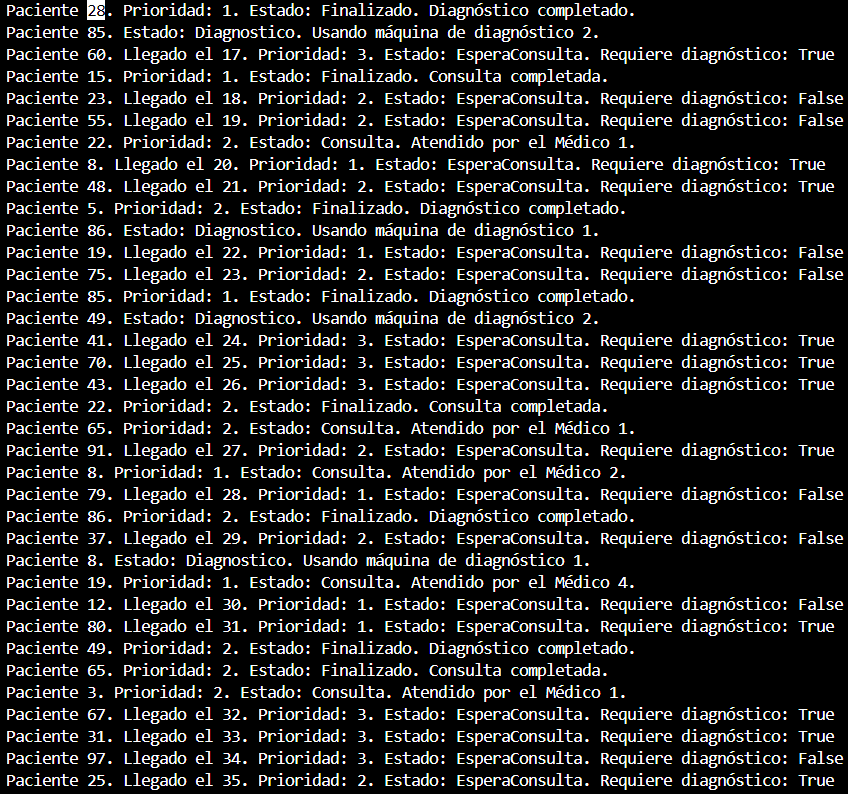 Paciente 28. Prioridad: 1. Estado: Finalizado. Diagnóstico completado.
Paciente 85. Estado: Diagnostico. Usando máquina de diagnóstico 2.
Paciente 60. Llegado el 17. Prioridad: 3. Estado: EsperaConsulta. Requiere diagnóstico: True
Paciente 15. Prioridad: 1. Estado: Finalizado. Consulta completada.
Paciente 23. Llegado el 18. Prioridad: 2. Estado: EsperaConsulta. Requiere diagnóstico: False
Paciente 55. Llegado el 19. Prioridad: 2. Estado: EsperaConsulta. Requiere diagnóstico: False
Paciente 22. Prioridad: 2. Estado: Consulta. Atendido por el Médico 1.
Paciente 8. Llegado el 20. Prioridad: 1. Estado: EsperaConsulta. Requiere diagnóstico: True
Paciente 48. Llegado el 21. Prioridad: 2. Estado: EsperaConsulta. Requiere diagnóstico: True
Paciente 5. Prioridad: 2. Estado: Finalizado. Diagnóstico completado.
Paciente 86. Estado: Diagnostico. Usando máquina de diagnóstico 1.
Paciente 19. Llegado el 22. Prioridad: 1. Estado: EsperaConsulta. Requiere diagnóstico: False
Paciente 75. Llegado el 23. Prioridad: 2. Estado: EsperaConsulta. Requiere diagnóstico: False
Paciente 85. Prioridad: 1. Estado: Finalizado. Diagnóstico completado.
Paciente 49. Estado: Diagnostico. Usando máquina de diagnóstico 2.
Paciente 41. Llegado el 24. Prioridad: 3. Estado: EsperaConsulta. Requiere diagnóstico: True
Paciente 70. Llegado el 25. Prioridad: 3. Estado: EsperaConsulta. Requiere diagnóstico: True
Paciente 43. Llegado el 26. Prioridad: 3. Estado: EsperaConsulta. Requiere diagnóstico: True
Paciente 22. Prioridad: 2. Estado: Finalizado. Consulta completada.
Paciente 65. Prioridad: 2. Estado: Consulta. Atendido por el Médico 1.
Paciente 91. Llegado el 27. Prioridad: 2. Estado: EsperaConsulta. Requiere diagnóstico: True
Paciente 8. Prioridad: 1. Estado: Consulta. Atendido por el Médico 2.
Paciente 79. Llegado el 28. Prioridad: 1. Estado: EsperaConsulta. Requiere diagnóstico: False
Paciente 86. Prioridad: 2. Estado: Finalizado. Diagnóstico completado.
Paciente 37. Llegado el 29. Prioridad: 2. Estado: EsperaConsulta. Requiere diagnóstico: False
Paciente 8. Estado: Diagnostico. Usando máquina de diagnóstico 1.
Paciente 19. Prioridad: 1. Estado: Consulta. Atendido por el Médico 4.
Paciente 12. Llegado el 30. Prioridad: 1. Estado: EsperaConsulta. Requiere diagnóstico: False
Paciente 80. Llegado el 31. Prioridad: 1. Estado: EsperaConsulta. Requiere diagnóstico: True
Paciente 49. Prioridad: 2. Estado: Finalizado. Diagnóstico completado.
Paciente 65. Prioridad: 2. Estado: Finalizado. Consulta completada.
Paciente 3. Prioridad: 2. Estado: Consulta. Atendido por el Médico 1.
Paciente 67. Llegado el 32. Prioridad: 3. Estado: EsperaConsulta. Requiere diagnóstico: True
Paciente 31. Llegado el 33. Prioridad: 3. Estado: EsperaConsulta. Requiere diagnóstico: True
Paciente 97. Llegado el 34. Prioridad: 3. Estado: EsperaConsulta. Requiere diagnóstico: False
Paciente 25. Llegado el 35. Prioridad: 2. Estado: EsperaConsulta. Requiere diagnóstico: True